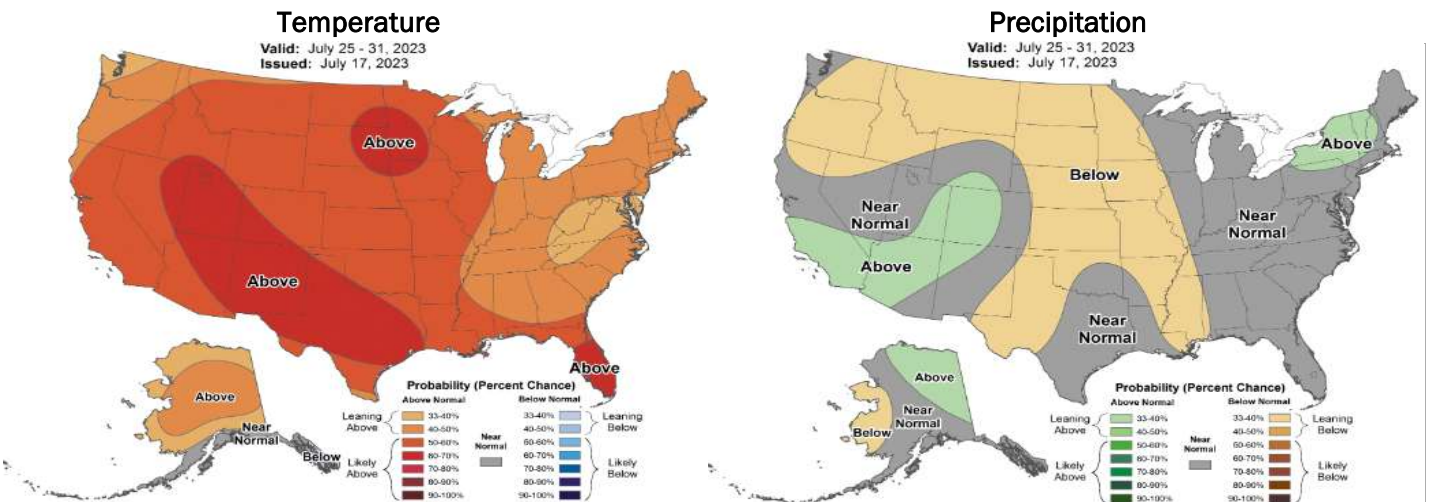 Temperature
Valid: July 25 - 31, 2023
Issued: July 17, 2023
Above
Above
Above
Above
Near
Normal
Below
Probability (Percent Chance)
Above Normal
Below Normal
Leaning
Above
33-40%
40-50%
50-60%
60-70%
70-80%
80-90%
90-100%
Likely
Above
Near
Normal
33-40%
40-50%
50-60%
60-70%
70-80%
80-90%
90-100%
Leaning
Below
Likely
Below
Precipitation
Valid: July 25 - 31, 2023
Issued: July 17, 2023
Above
Below
Near
Normal
Near
Normal
Above
Near
Normal
Above
Near
Normal
Below
Probability (Percent Chance)
Above Normal
Below Normal
Leaning
Above
33-40%
40-50%
50-60%
60-70%
70-80%
80-90%
90-100%
Likely
Above
Near
Normal
33-40%
40-50%
50-60%
60-70%
70-80%
80-90%
90-100%
Leaning
Below
Likely
Below